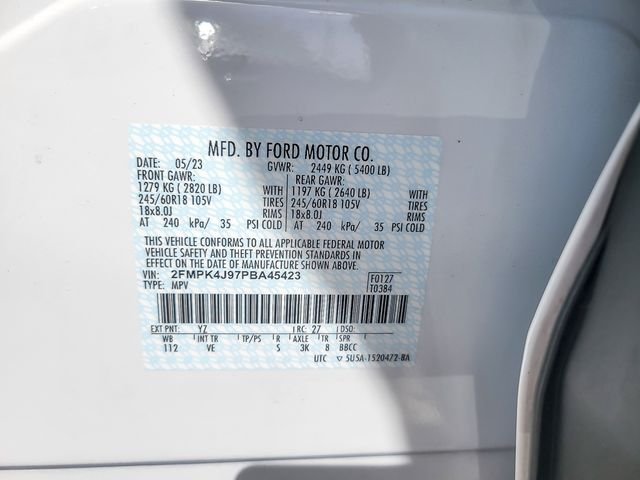 MFD. BY FORD MOTOR CO.
DATE: 05/23 GVWR: 2449 KG ( 5400 LB)
FRONT GAWR: REAR GAWR:
1279 KG ( 2820 LB) WITH 1197 KG ( 2640 LB) WITH
245/60R18 105V TIRES 245/60R18 105V TIRES
18x8.0J RIMS 18x8.0J RIMS
AT 240 kPa/ 35 PSI COLD AT 240 kPa/ 35 PSI COLD
THIS VEHICLE CONFORMS TO ALL APPLICABLE FEDERAL MOTOR
VEHICLE SAFETY AND THEFT PREVENTION STANDARDS IN
EFFECT ON THE DATE OF MANUFACTURE SHOWN ABOVE.
VIN: 2FMPK4J97PBA45423 F0127
TYPE: MPV T0384
EXT PNT: YZ RC: 27 DSO:
WB INT TR TP/PS R AXLE TR SPR
112 VE S 3K 8 BBCC
UTC ▽ 5U5A-1520472-BA